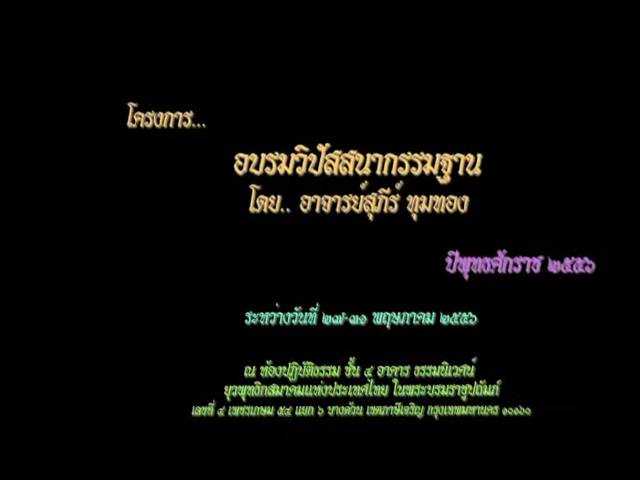 โครงการ...
อบรมวิปัสสนากรรมฐาน
โดย.. อาจารย์สุภีร์ ทุมทอง
ปีพุทธศักราช ๒๕๕๖
ระหว่างวันที่ ๒๗-๓๑ พฤษภาคม ๒๕๕๖
ณ ห้องปฏิบัติธรรม ชั้น ๔ อาคาร ธรรมนิเวศน์
ยุวพุทธิกสมาคมแห่งประเทศไทย ในพระบรมราชูปถัมภ์
เลขที่ ๔ เพชรเกษม ๕๔ แยก ๖ บางด้วน เขตภาษีเจริญ กรุงเทพมหานคร ๑๐๑๖๐